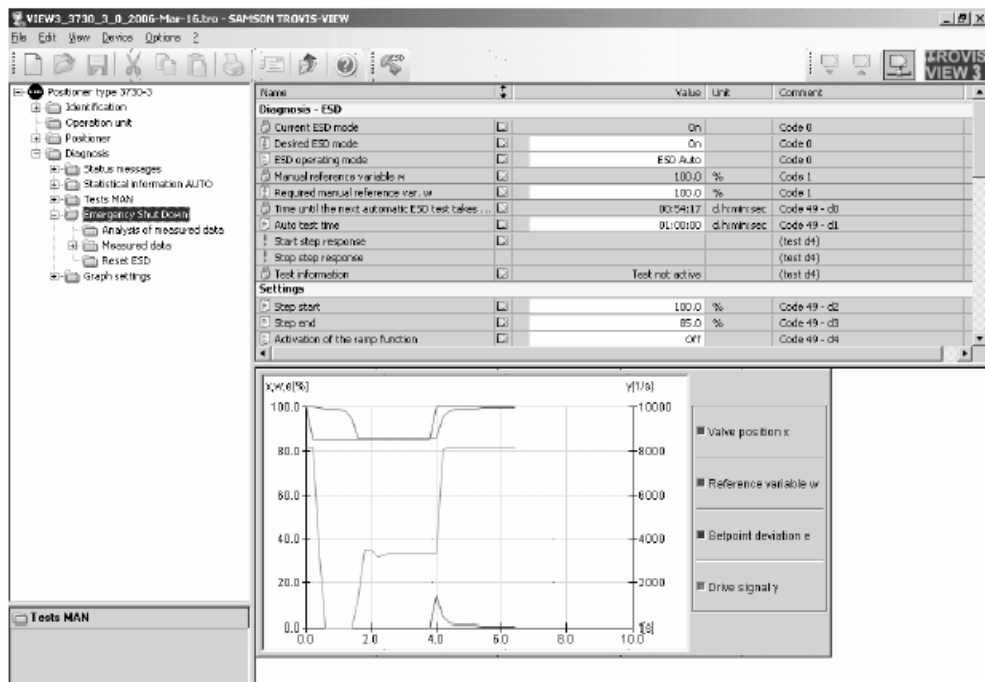 VIEW3_3730_3_0_2006-Mar-16.tro - SAMSON TROVIS-VIEW
File Edit View Device Options ?
ESD
TROVIS
VIEW 3
Positioner type 3730-3
Identification
Operation unit
Positioner
Diagnosis
Status messages
Statistical information AUTO
Tests MAN
Emergency Shut Down
Analysis of measured data
Measured data
Reset ESD
Graph settings
Tests MAN
Name Value Unit Comment
Diagnosis - ESD
Current ESD mode On Code 0
Desired ESD mode On Code 0
ESD operating mode ESD Auto Code 0
Manual reference variable w 100.0 % Code 1
Required manual reference var. w 100.0 % Code 1
Time until the next automatic ESD test takes ... 00:54:17 d.h:min:sec Code 49 - d0
Auto test time 01:00:00 d.h:min:sec Code 49 - d1
Start step response (test d4)
Stop step response (test d4)
Test information Test not active (test d4)
Settings
Step start 100.0 % Code 49 - d2
Step end 85.0 % Code 49 - d3
Activation of the ramp function Off Code 49 - d4
x,w,e[%] y[1/s]
100.0 10000
80.0 8000
60.0 6000
40.0 4000
20.0 2000
0.0 t[s]
0.0 2.0 4.0 6.0 8.0 10.0
Valve position x
Reference variable w
Setpoint deviation e
Drive signal y